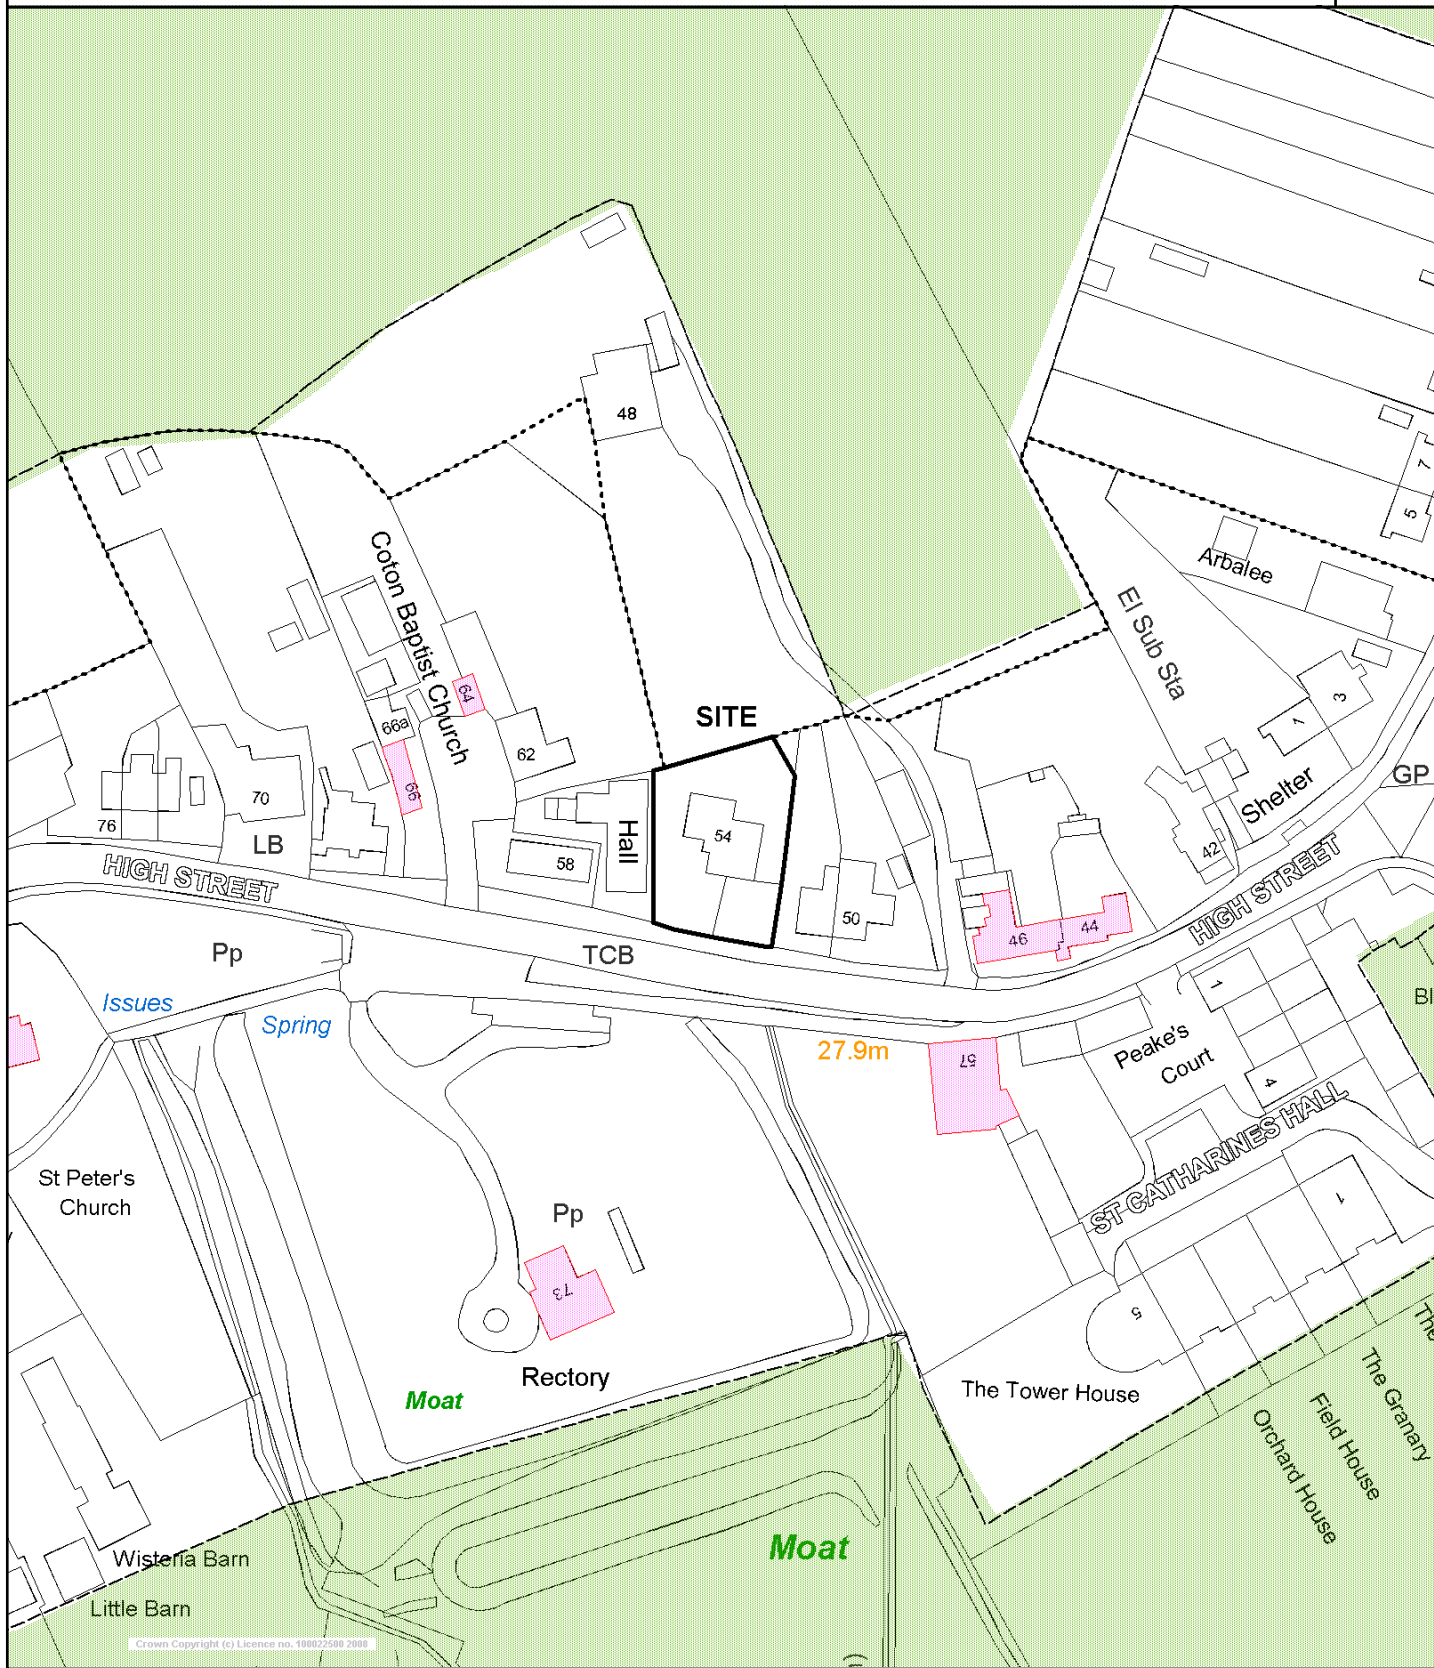 48
7
5
Arbalee
El Sub Sta
Coton Baptist Church
64
66a
SITE
62
3
1
GP
Shelter
66
70
76
LB
Hall
54
58
42
HIGH STREET
HIGH STREET
50
46
44
Pp
TCB
Issues
Spring
1
Bl
27.9m
57
Peake's
Court
4
ST CATHARINES HALL
St Peter's
Church
Pp
1
73
5
Rectory
Moat
The Tower House
The
The Granary
Field House
Orchard House
Moat
Wisteria Barn
Little Barn
Crown Copyright (c) Licence no. 100022500 2008